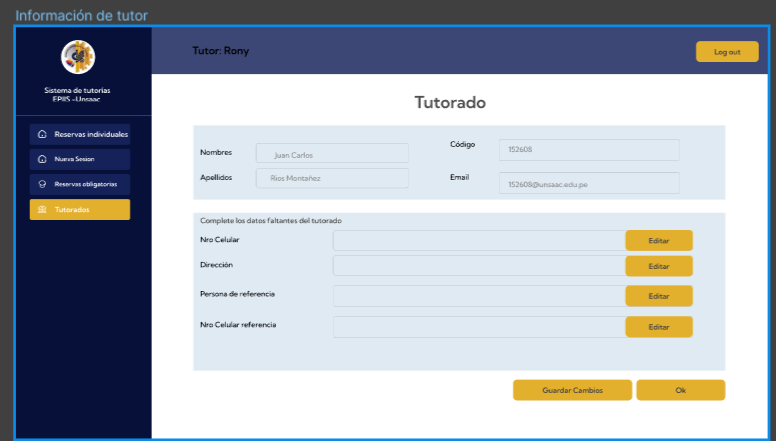 Información de tutor
Tutor: Rony
Log out
Sistema de tutorías
EPIIS -Unsaac
Reservas individuales
Nueva Sesion
Reservas obligatorias
Tutorados
Tutorado
Nombres
Juan Carlos
Código
152608
Apellidos
Rios Montañez
Email
152608@unsaac.edu.pe
Complete los datos faltantes del tutorado
Nro Celular
Editar
Dirección
Editar
Persona de referencia
Editar
Nro Celular referencia
Editar
Guardar Cambios
Ok